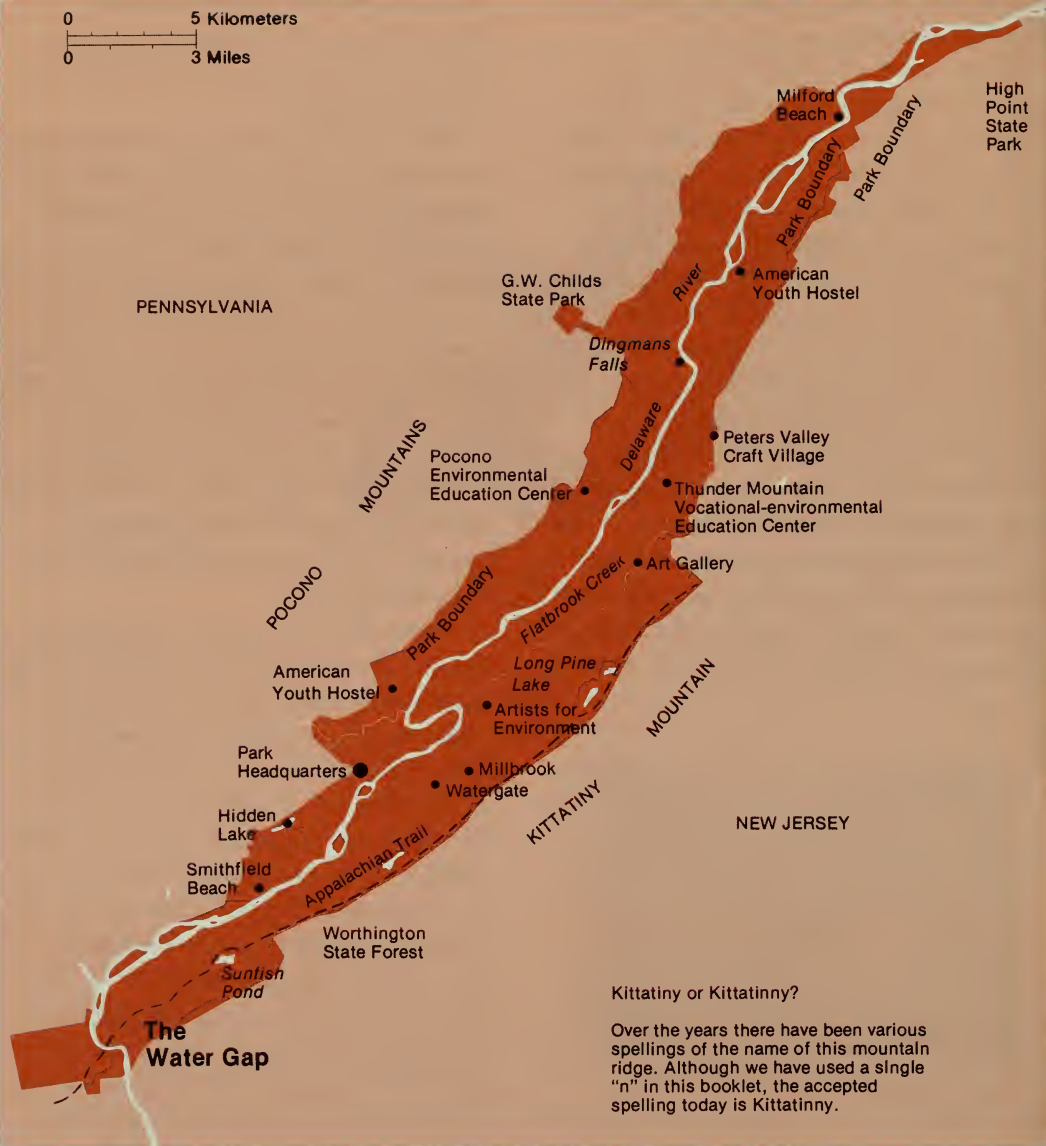 0 5 Kilometers
0 3 Miles
High
Point
State
Park
Milford
Beach
Park Boundary
Park Boundary
G.W. Childs
State Park
River
American
Youth Hostel
PENNSYLVANIA
Dingmans
Falls
Delaware
Peters Valley
Craft Village
MOUNTAINS
Pocono
Environmental
Education Center
Thunder Mountain
Vocational-environmental
Education Center
Art Gallery
Flatbrook Creek
POCONO
Park Boundary
Long Pine
Lake
American
Youth Hostel
MOUNTAIN
Artists for
Environment
Park
Headquarters
Millbrook
Watergate
KITTATINY
Hidden
Lake
NEW JERSEY
Appalachian Trail
Smithfield
Beach
Worthington
State Forest
Sunfish
Pond
The
Water Gap
Kittatiny or Kittatinny?
Over the years there have been various
spellings of the name of this mountain
ridge. Although we have used a single
“n” in this booklet, the accepted
spelling today is Kittatinny.